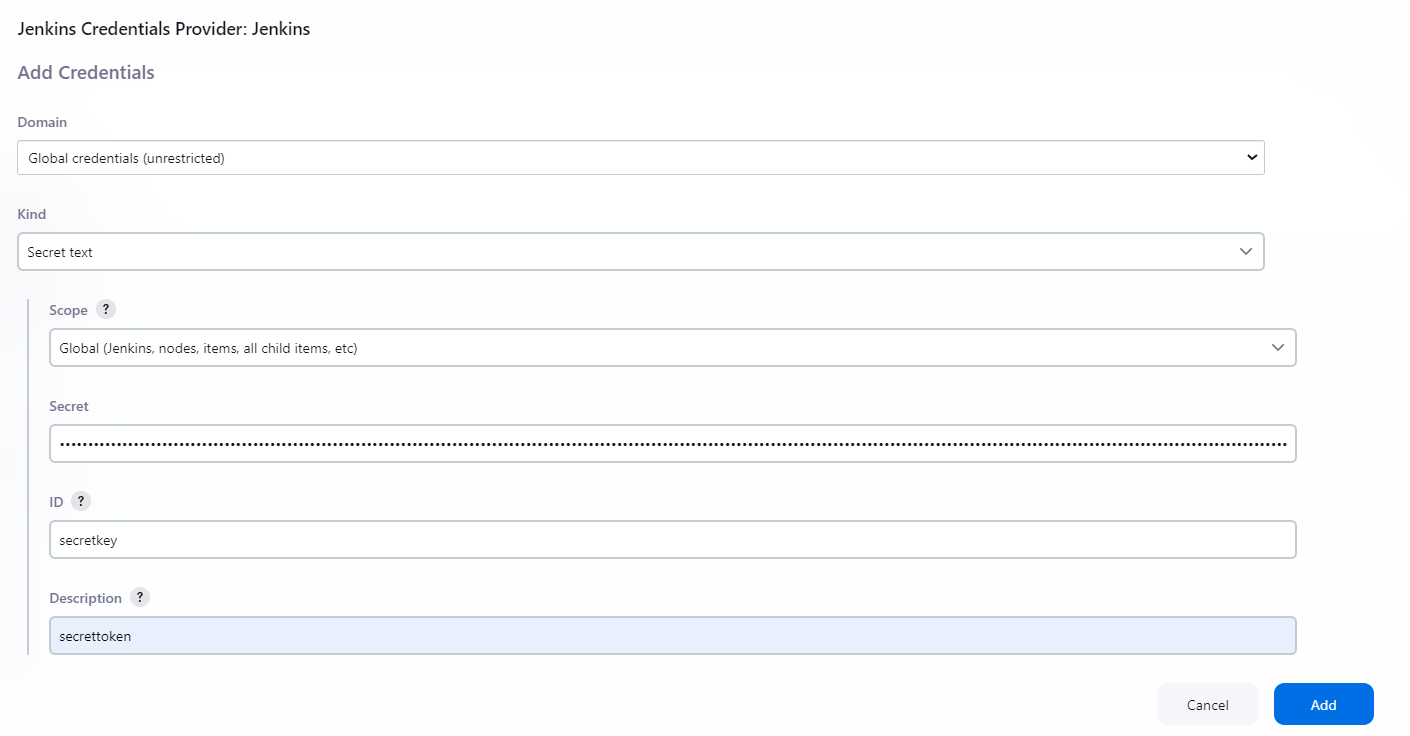 Jenkins Credentials Provider: Jenkins
Add Credentials
Domain
Global credentials (unrestricted)
Kind
Secret text
Scope ?
Global (Jenkins, nodes, items, all child items, etc)
Secret
ID ?
secretkey
Description ?
secrettoken
Cancel Add